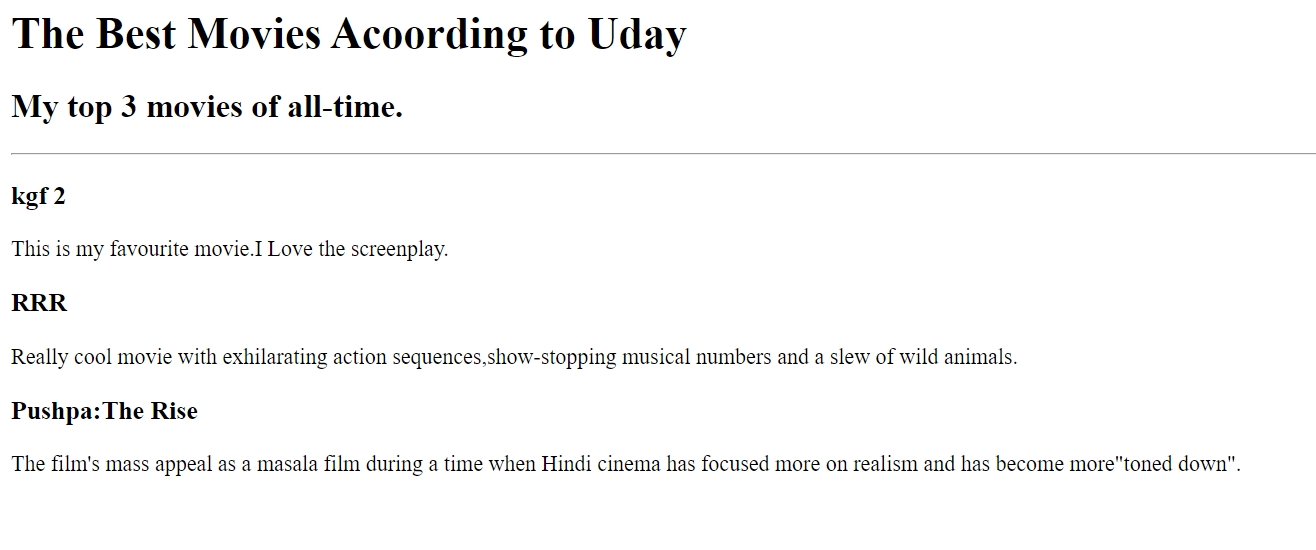 The Best Movies Acoording to Uday
My top 3 movies of all-time.
kgf 2
This is my favourite movie.I Love the screenplay.
RRR
Really cool movie with exhilarating action sequences,show-stopping musical numbers and a slew of wild animals.
Pushpa:The Rise
The film's mass appeal as a masala film during a time when Hindi cinema has focused more on realism and has become more"toned down".